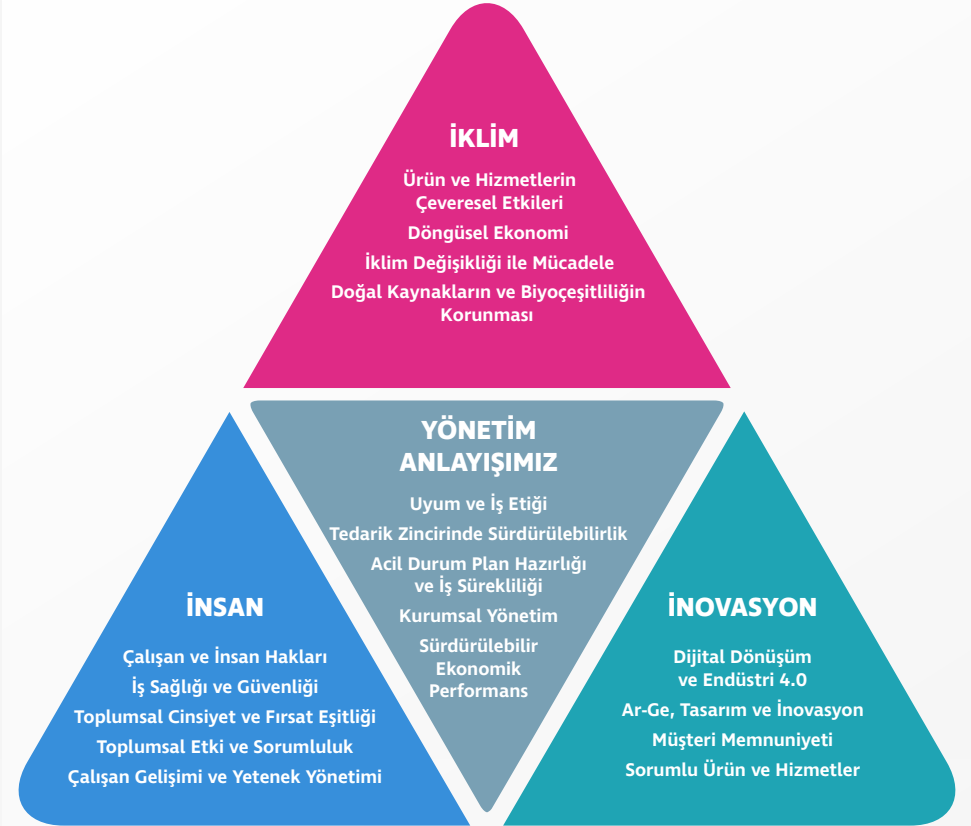 İKLİM
Ürün ve Hizmetlerin
Çeveresel Etkileri
Döngüsel Ekonomi
İklim Değişikliği ile Mücadele
Doğal Kaynakların ve Biyoçeşitliliğin
Korunması
YÖNETİM
ANLAYIŞIMIZ
Uyum ve İş Etiği
Tedarik Zincirinde Sürdürülebilirlik
Acil Durum Plan Hazırlığı
ve İş Sürekliliği
Kurumsal Yönetim
Sürdürülebilir
Ekonomik
Performans
İNSAN
Çalışan ve İnsan Hakları
İş Sağlığı ve Güvenliği
Toplumsal Cinsiyet ve Fırsat Eşitliği
Toplumsal Etki ve Sorumluluk
Çalışan Gelişimi ve Yetenek Yönetimi
İNOVASYON
Dijital Dönüşüm
ve Endüstri 4.0
Ar-Ge, Tasarım ve İnovasyon
Müşteri Memnuniyeti
Sorumlu Ürün ve Hizmetler